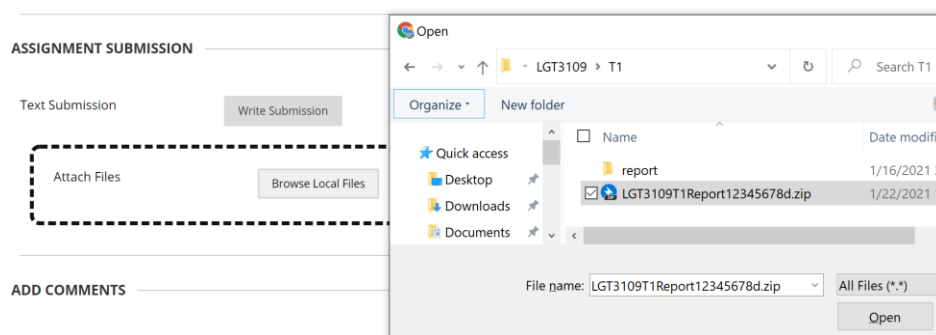 ASSIGNMENT SUBMISSION
Text Submission
Write Submission
Attach Files
Browse Local Files
ADD COMMENTS
Open
LGT3109 > T1
Search T1
Organize
New folder
Name
Date modifi
Quick access
Desktop
Downloads
Documents
report
1/16/2021
LGT3109T1Report12345678d.zip
1/22/2021
File name:
LGT3109T1Report12345678d.zip
All Files (*.*)
Open